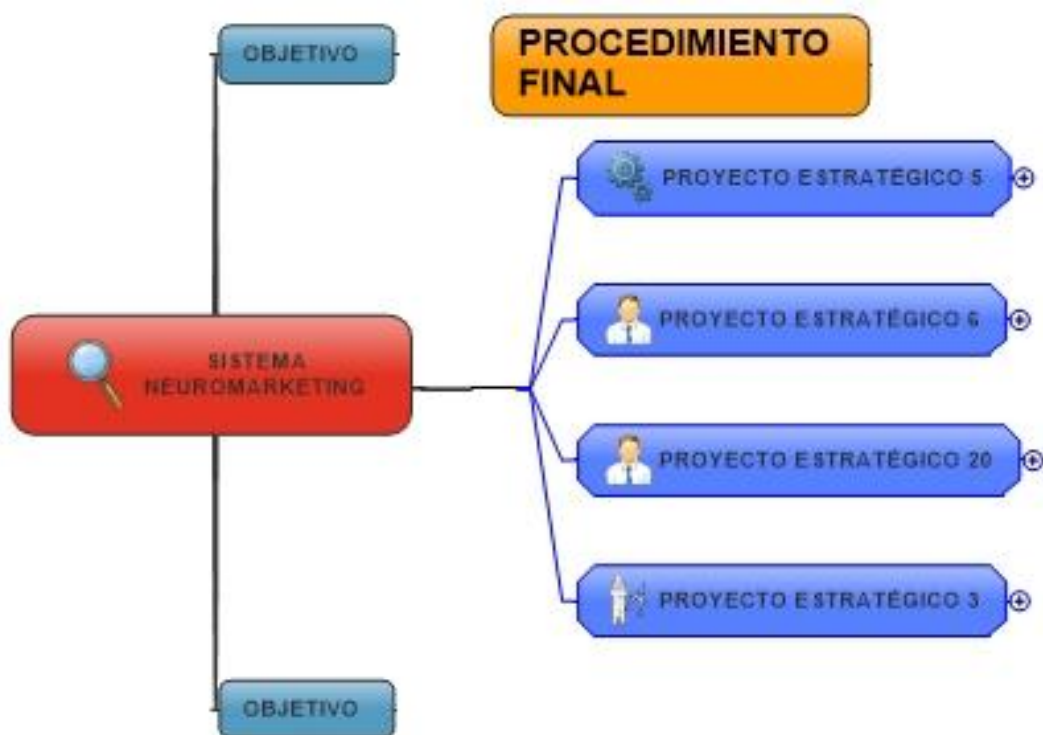 OBJETIVO
PROCEDIMIENTO
FINAL
PROYECTO ESTRATÉGICO 5
PROYECTO ESTRATÉGICO 6
SISTEMA
NEUROMARKETING
PROYECTO ESTRATÉGICO 20
PROYECTO ESTRATÉGICO 3
OBJETIVO